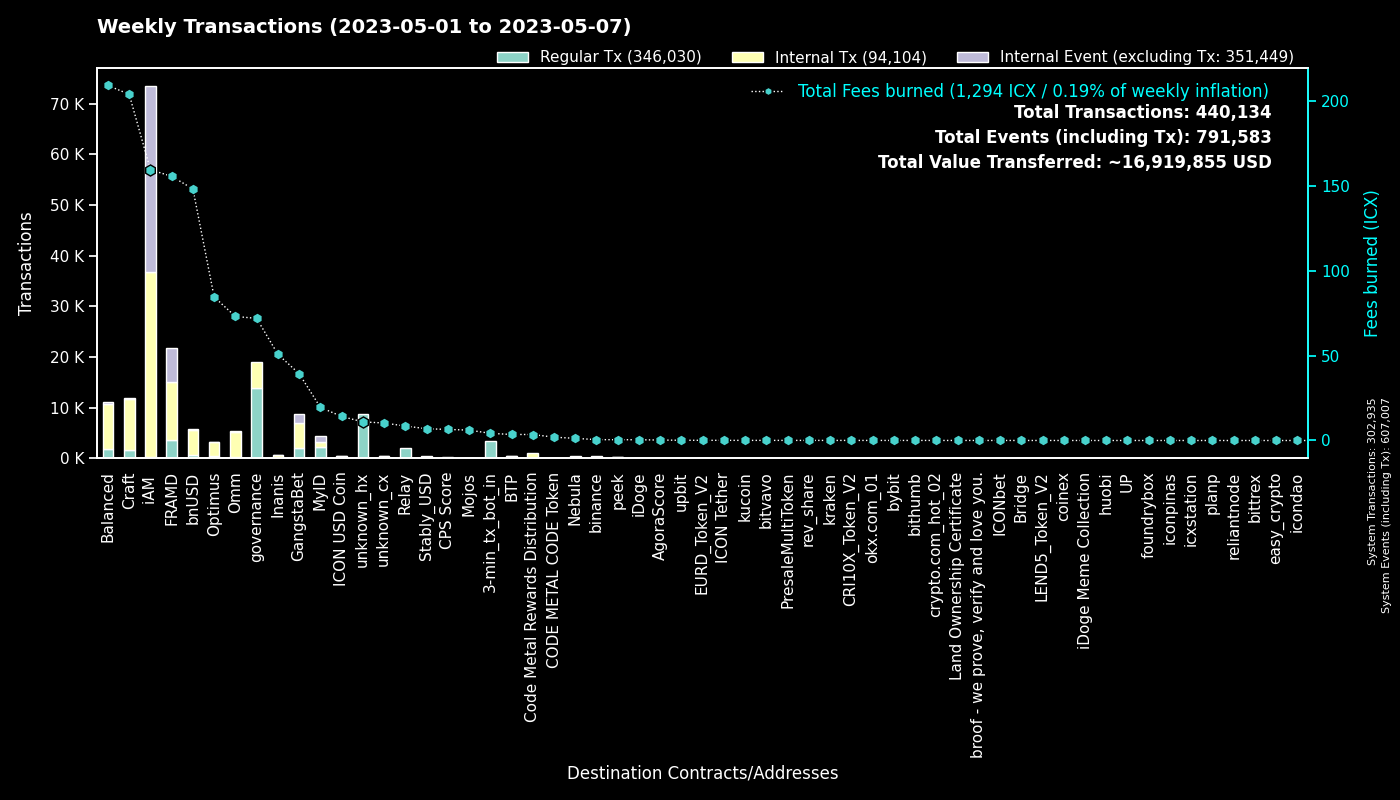 Weekly Transactions (2023-05-01 to 2023-05-07)
Regular Tx (346,030)
Internal Tx (94,104)
Internal Event (excluding Tx: 351,449)
Total Fees burned (1,294 ICX / 0.19% of weekly inflation)
Total Transactions: 440,134
Total Events (including Tx): 791,583
Total Value Transferred: ~16,919,855 USD
Transactions
70 K
60 K
50 K
40 K
30 K
20 K
10 K
0 K
200
150
100
50
0
Fees burned (ICX)
System Transactions: 302,935
System Events (including Tx): 607,007
Balanced
Craft
iAM
FRAMD
bnUSD
Optimus
Omm
governance
Inanis
GangstaBet
MyID
ICON USD Coin
unknown_hx
unknown_cx
Relay
Stably_USD
CPS Score
Mojos
3-min_tx_bot_in
BTP
Code Metal Rewards Distribution
CODE METAL CODE Token
Nebula
binance
peek
iDoge
AgoraScore
upbit
EURD_Token_V2
ICON Tether
kucoin
bitvavo
PresaleMultiToken
rev_share
kraken
CRI10X_Token_V2
okx.com_01
bybit
bithumb
crypto.com_hot_02
Land Ownership Certificate
broof - we prove, verify and love you.
ICONbet
Bridge
LEND5_Token_V2
coinex
iDoge Meme Collection
huobi
UP
foundrybox
iconpinas
icxstation
planp
reliantnode
bittrex
easy_crypto
icondao
Destination Contracts/Addresses